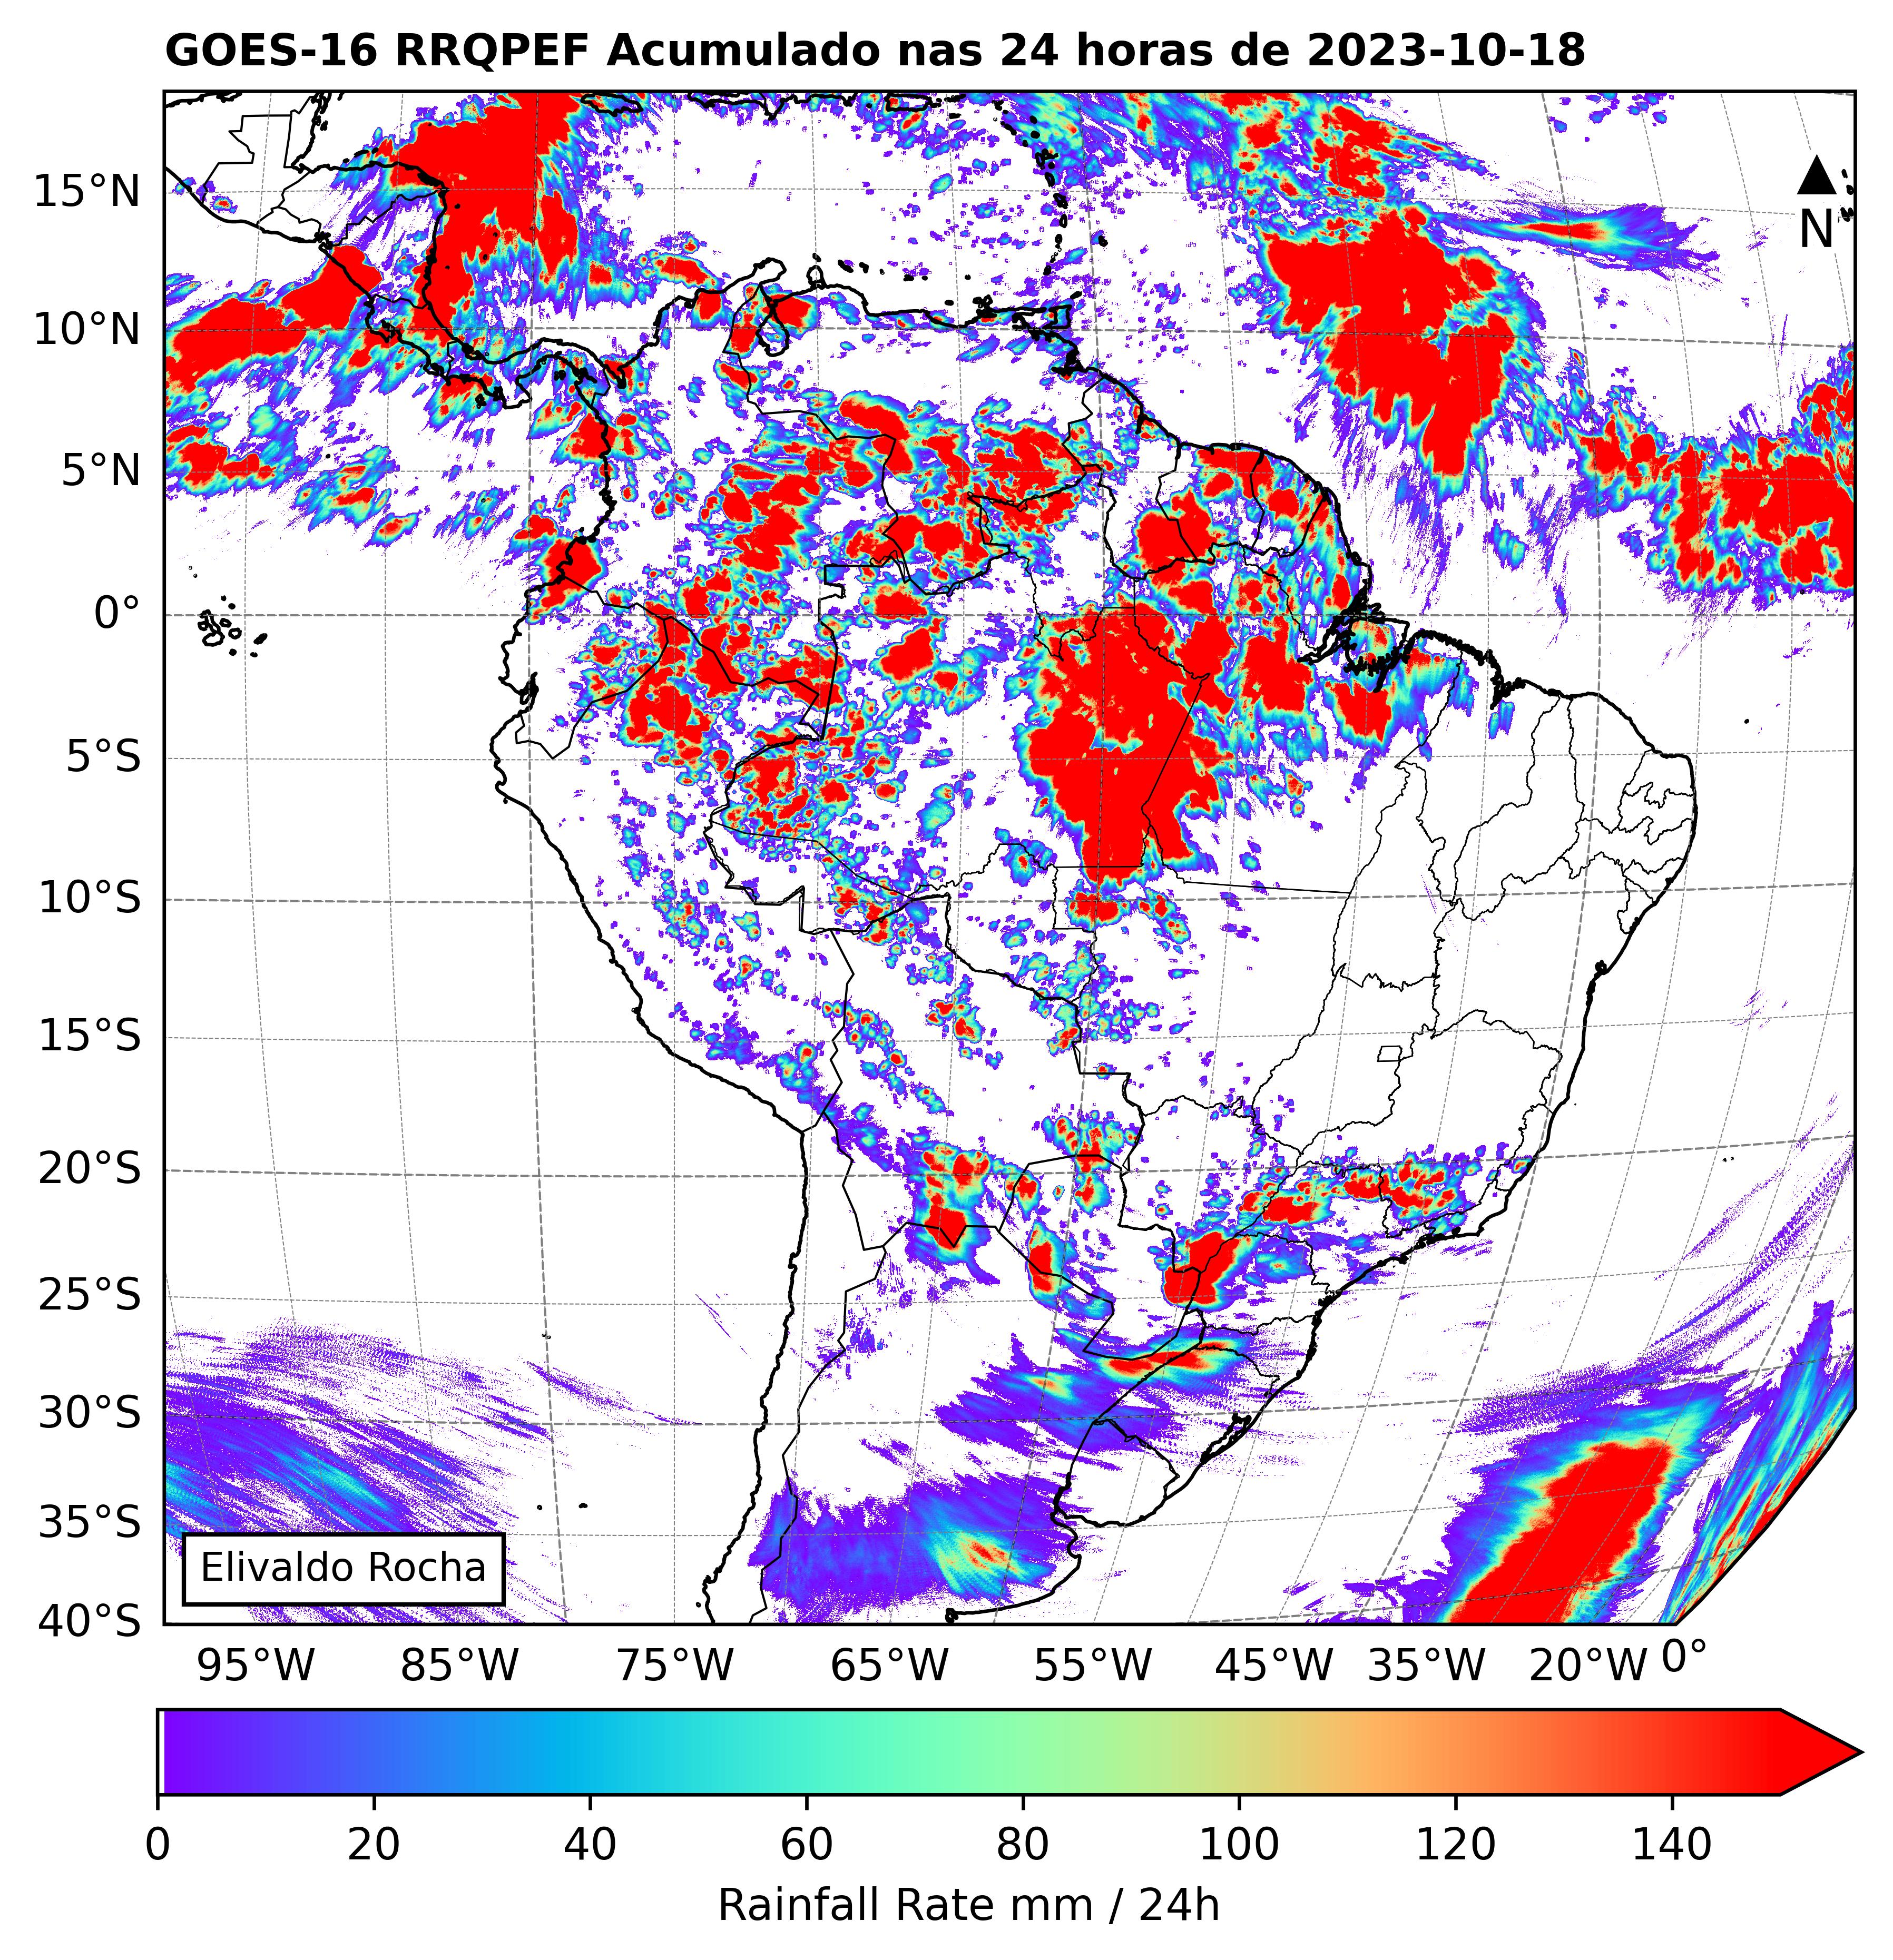 GOES-16 RRQPEF Acumulado nas 24 horas de 2023-10-18
N
15°N
10°N
5°N
0°
5°S
10°S
15°S
20°S
25°S
30°S
35°S
40°S
Elivaldo Rocha
95°W 85°W 75°W 65°W 55°W 45°W 35°W 20°W 0°
0 20 40 60 80 100 120 140
Rainfall Rate mm / 24h